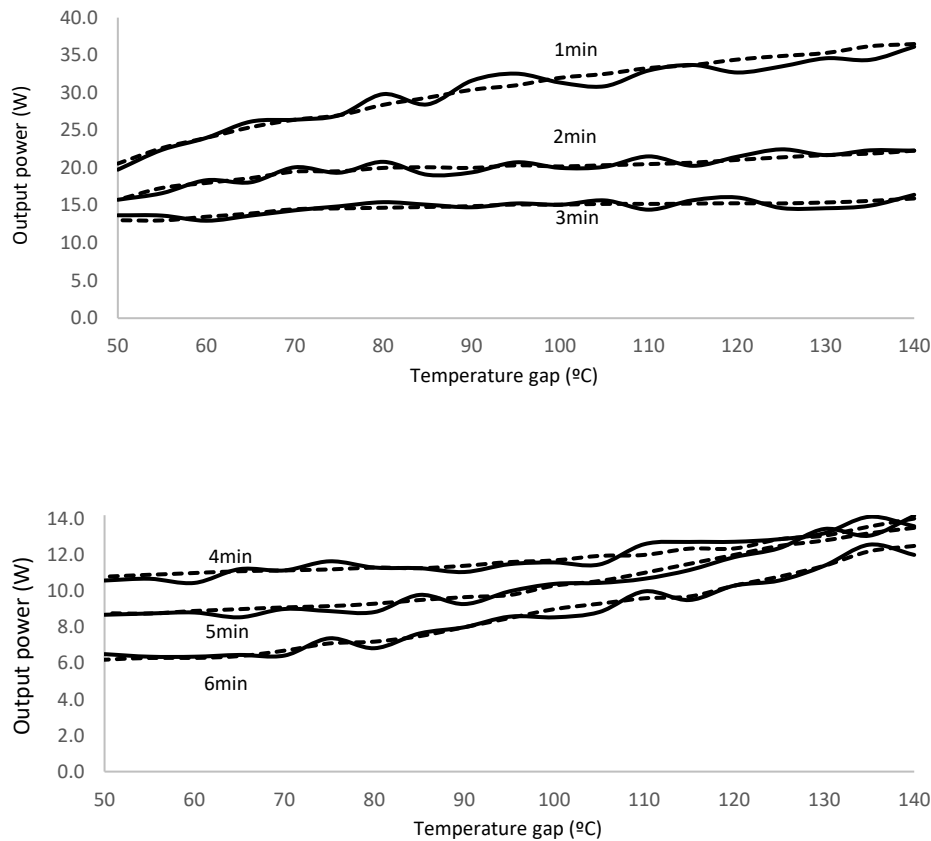 40.0
35.0
30.0
25.0
20.0
15.0
10.0
5.0
0.0
Output power (W)
1min
2min
3min
50 60 70 80 90 100 110 120 130 140
Temperature gap (ºC)
14.0
12.0
10.0
8.0
6.0
4.0
2.0
0.0
Output power (W)
4min
5min
6min
50 60 70 80 90 100 110 120 130 140
Temperature gap (ºC)